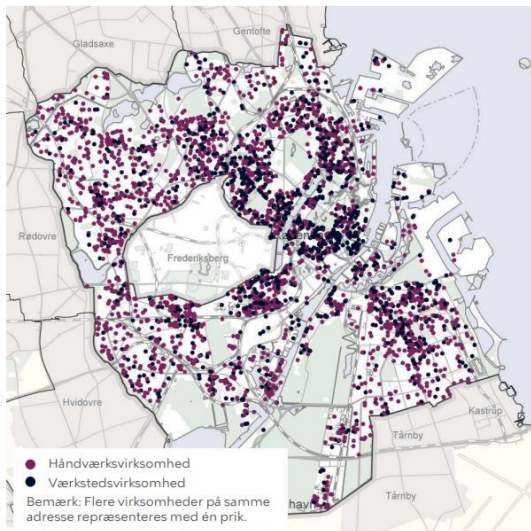 Gladsaxe
Gentofte
Rødovre
Frederiksberg
Hvidovre
Kastrup
Tårnby
Tårnby
Håndværksvirksomhed
Værkstedsvirksomhed
Bemærk: Flere virksomheder på samme
adresse repræsenteres med én prik.